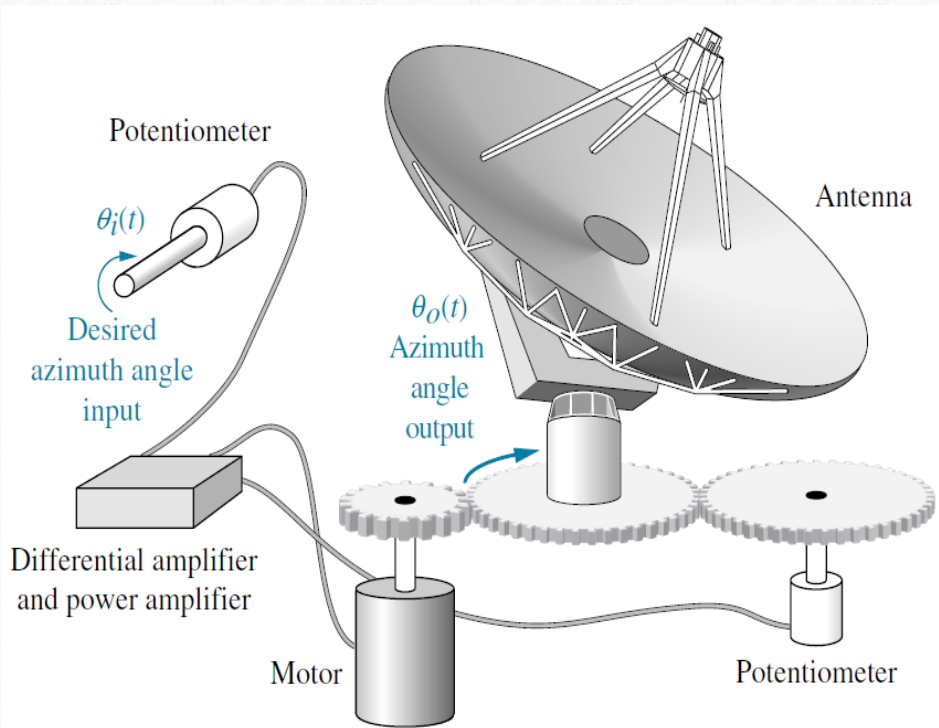 Potentiometer
θi(t)
Desired
azimuth angle
input
Antenna
θo(t)
Azimuth
angle
output
Differential amplifier
and power amplifier
Motor
Potentiometer